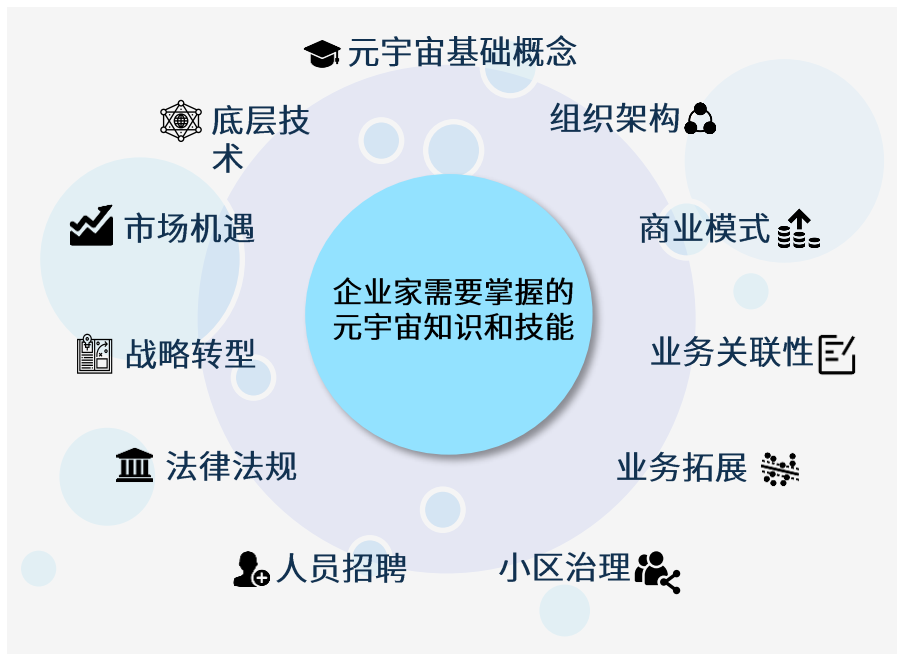 元宇宙基础概念
底层技
术
组织架构
市场机遇
商业模式
企业家需要掌握的
元宇宙知识和技能
战略转型
业务关联性
法律法规
业务拓展
人员招聘
小区治理